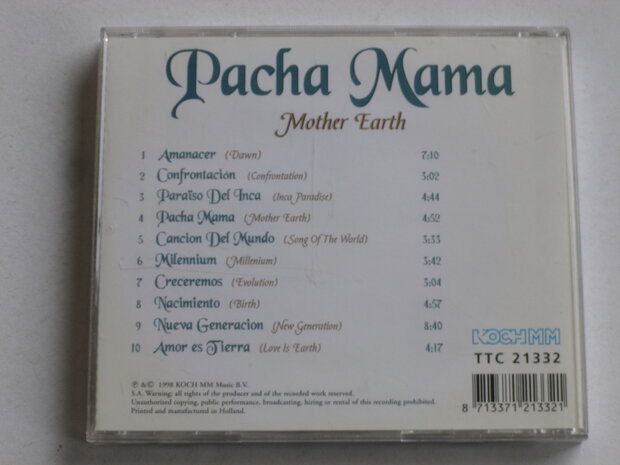 Pacha Mama
Mother Earth
1 Amanacer (Dawn) 7:10
2 Confrontación (Confrontation) 3:02
3 Paraíso Del Inca (Inca Paradise) 4:44
4 Pacha Mama (Mother Earth) 4:52
5 Cancion Del Mundo (Song Of The World) 3:33
6 Milennium (Millenium) 3:42
7 Creceremos (Evolution) 3:04
8 Nacimiento (Birth) 4:57
9 Nueva Generacion (New Generation) 8:40
10 Amor es Tierra (Love Is Earth) 4:17
KOCH MM
TTC 21332
℗ &© 1998 KOCH MM Music B.V.
S.A. Warning: all rights of the producer and of the recorded work reserved.
Unauthorized copying, public performance, broadcasting, hiring or rental of this recording prohibited.
Printed and manufactured in Holland.
8 713371 213321